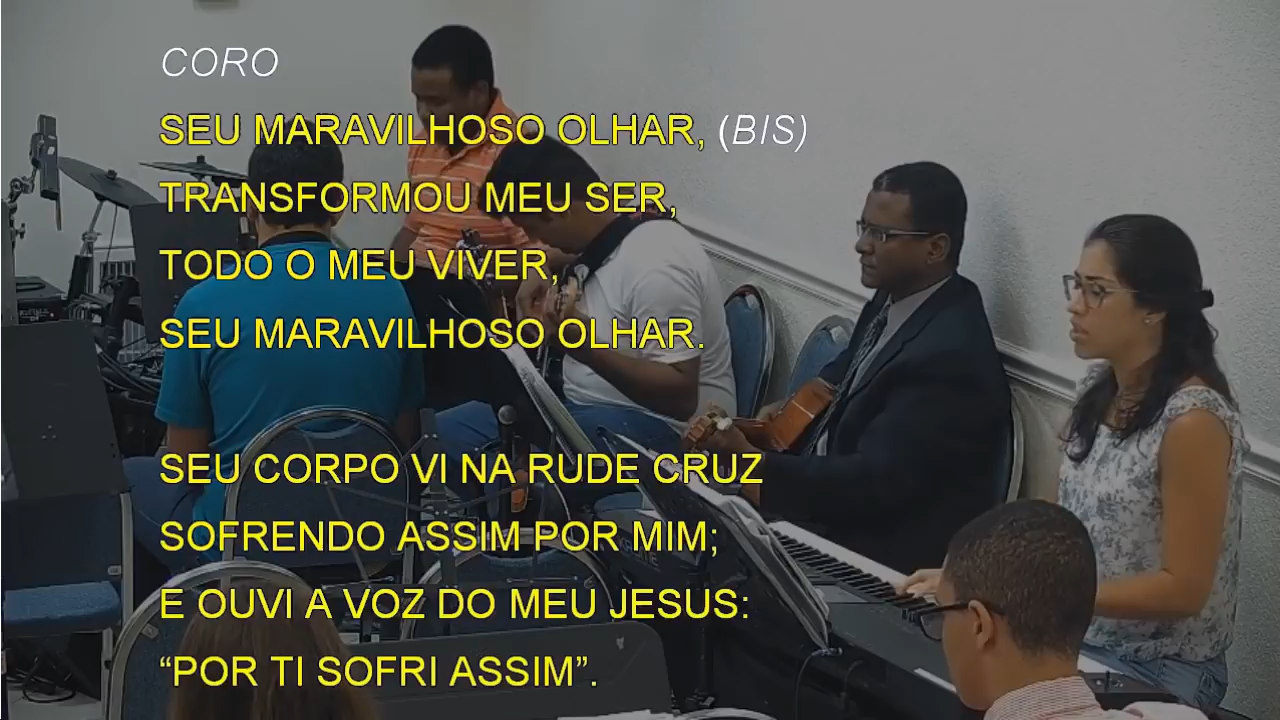 CORO
SEU MARAVILHOSO OLHAR, (BIS)
TRANSFORMOU MEU SER,
TODO O MEU VIVER,
SEU MARAVILHOSO OLHAR.
SEU CORPO VI NA RUDE CRUZ
SOFRENDO ASSIM POR MIM;
E OUVI A VOZ DO MEU JESUS:
“POR TI SOFRI ASSIM”.